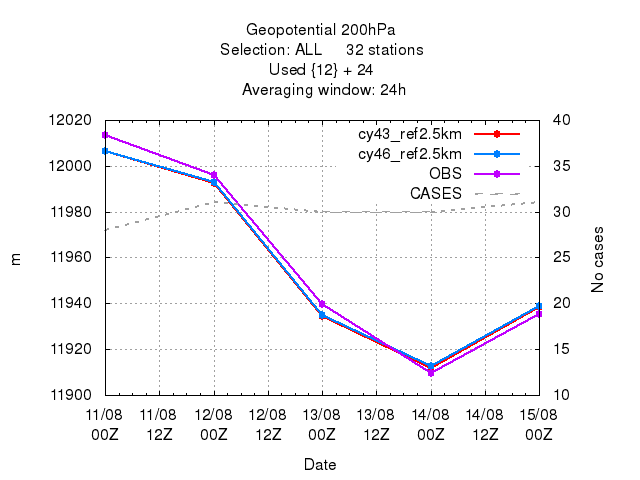 Geopotential 200hPa
Selection: ALL 32 stations
Used {12} + 24
Averaging window: 24h
12020 40
cy43_ref2.5km
12000 35
cy46_ref2.5km
OBS
CASES
11980 30
11960 25
m No cases
11940 20
11920 15
11900 10
11/08 11/08 12/08 12/08 13/08 13/08 14/08 14/08 15/08
00Z 12Z 00Z 12Z 00Z 12Z 00Z 12Z 00Z
Date